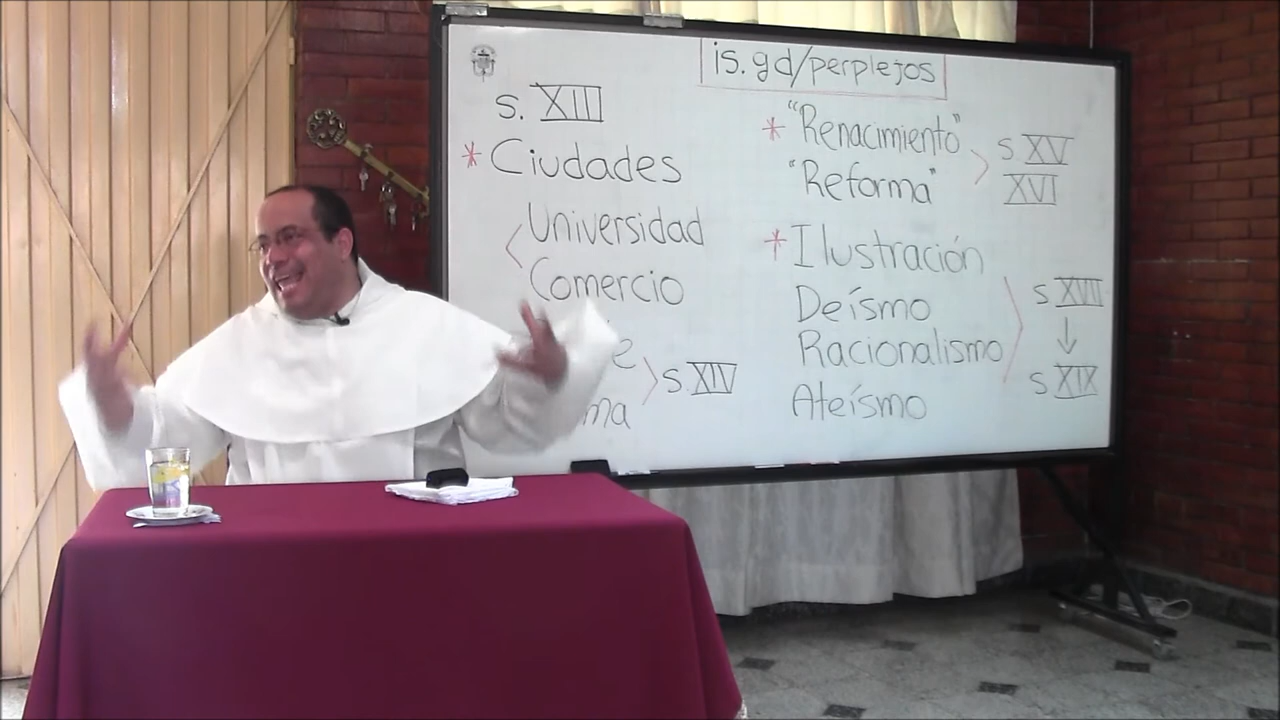 is.gd/perplejos
s. XIII
* Ciudades
Universidad
Comercio
s. XIV
* "Renacimiento"
"Reforma"
s XV
XVI
* Ilustración
Deísmo
Racionalismo
Ateísmo
s XVII
↓
s XIX